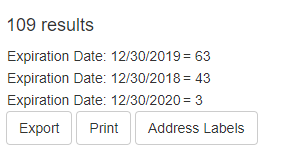 109 results
Expiration Date: 12/30/2019 = 63
Expiration Date: 12/30/2018 = 43
Expiration Date: 12/30/2020 = 3
Export Print Address Labels